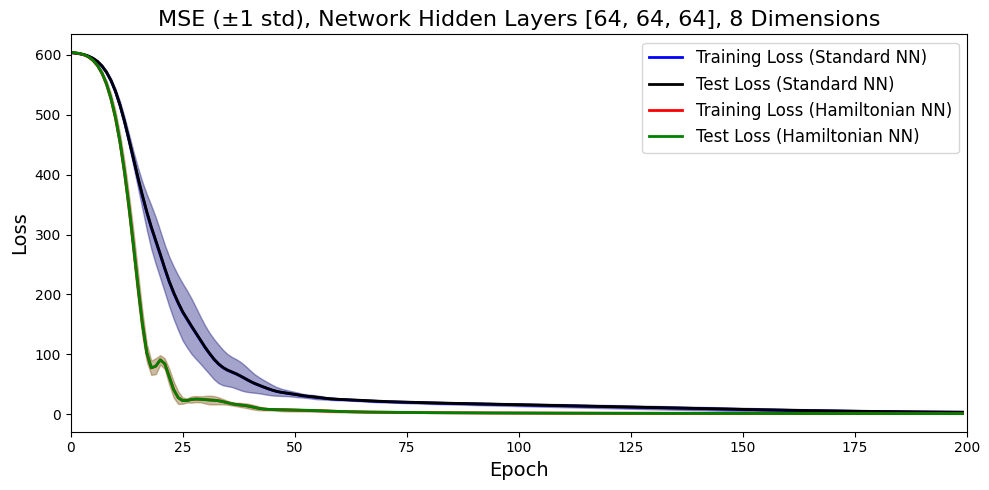 MSE (±1 std), Network Hidden Layers [64, 64, 64], 8 Dimensions
Training Loss (Standard NN)
Test Loss (Standard NN)
Training Loss (Hamiltonian NN)
Test Loss (Hamiltonian NN)
Loss
600
500
400
300
200
100
0
0 25 50 75 100 125 150 175 200
Epoch